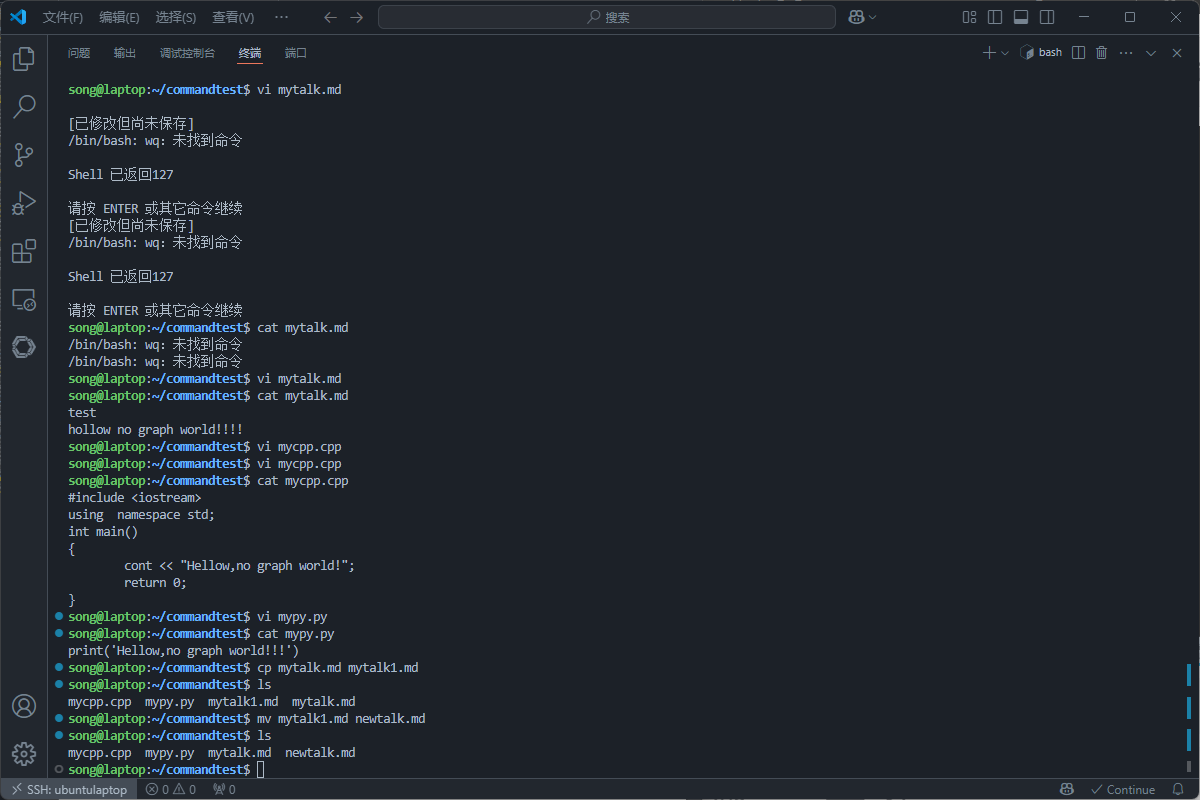 文件(F) 编辑(E) 选择(S) 查看(V) ··· 搜索
问题 输出 调试控制台 终端 端口 bash
song@laptop:~/commandtest$ vi mytalk.md
[已修改但尚未保存]
/bin/bash: wq: 未找到命令
Shell 已返回127
请按 ENTER 或其它命令继续
[已修改但尚未保存]
/bin/bash: wq: 未找到命令
Shell 已返回127
请按 ENTER 或其它命令继续
song@laptop:~/commandtest$ cat mytalk.md
/bin/bash: wq: 未找到命令
/bin/bash: wq: 未找到命令
song@laptop:~/commandtest$ vi mytalk.md
song@laptop:~/commandtest$ cat mytalk.md
test
hollow no graph world!!!!
song@laptop:~/commandtest$ vi mycpp.cpp
song@laptop:~/commandtest$ vi mycpp.cpp
song@laptop:~/commandtest$ cat mycpp.cpp
#include <iostream>
using  namespace std;
int main()
{
        cont << "Hellow,no graph world!";
        return 0;
}
song@laptop:~/commandtest$ vi mypy.py
song@laptop:~/commandtest$ cat mypy.py
print('Hellow,no graph world!!!')
song@laptop:~/commandtest$ cp mytalk.md mytalk1.md
song@laptop:~/commandtest$ ls
mycpp.cpp  mypy.py  mytalk1.md  mytalk.md
song@laptop:~/commandtest$ mv mytalk1.md newtalk.md
song@laptop:~/commandtest$ ls
mycpp.cpp  mypy.py  mytalk.md  newtalk.md
song@laptop:~/commandtest$
SSH: ubuntulaptop 0 0 0 Continue